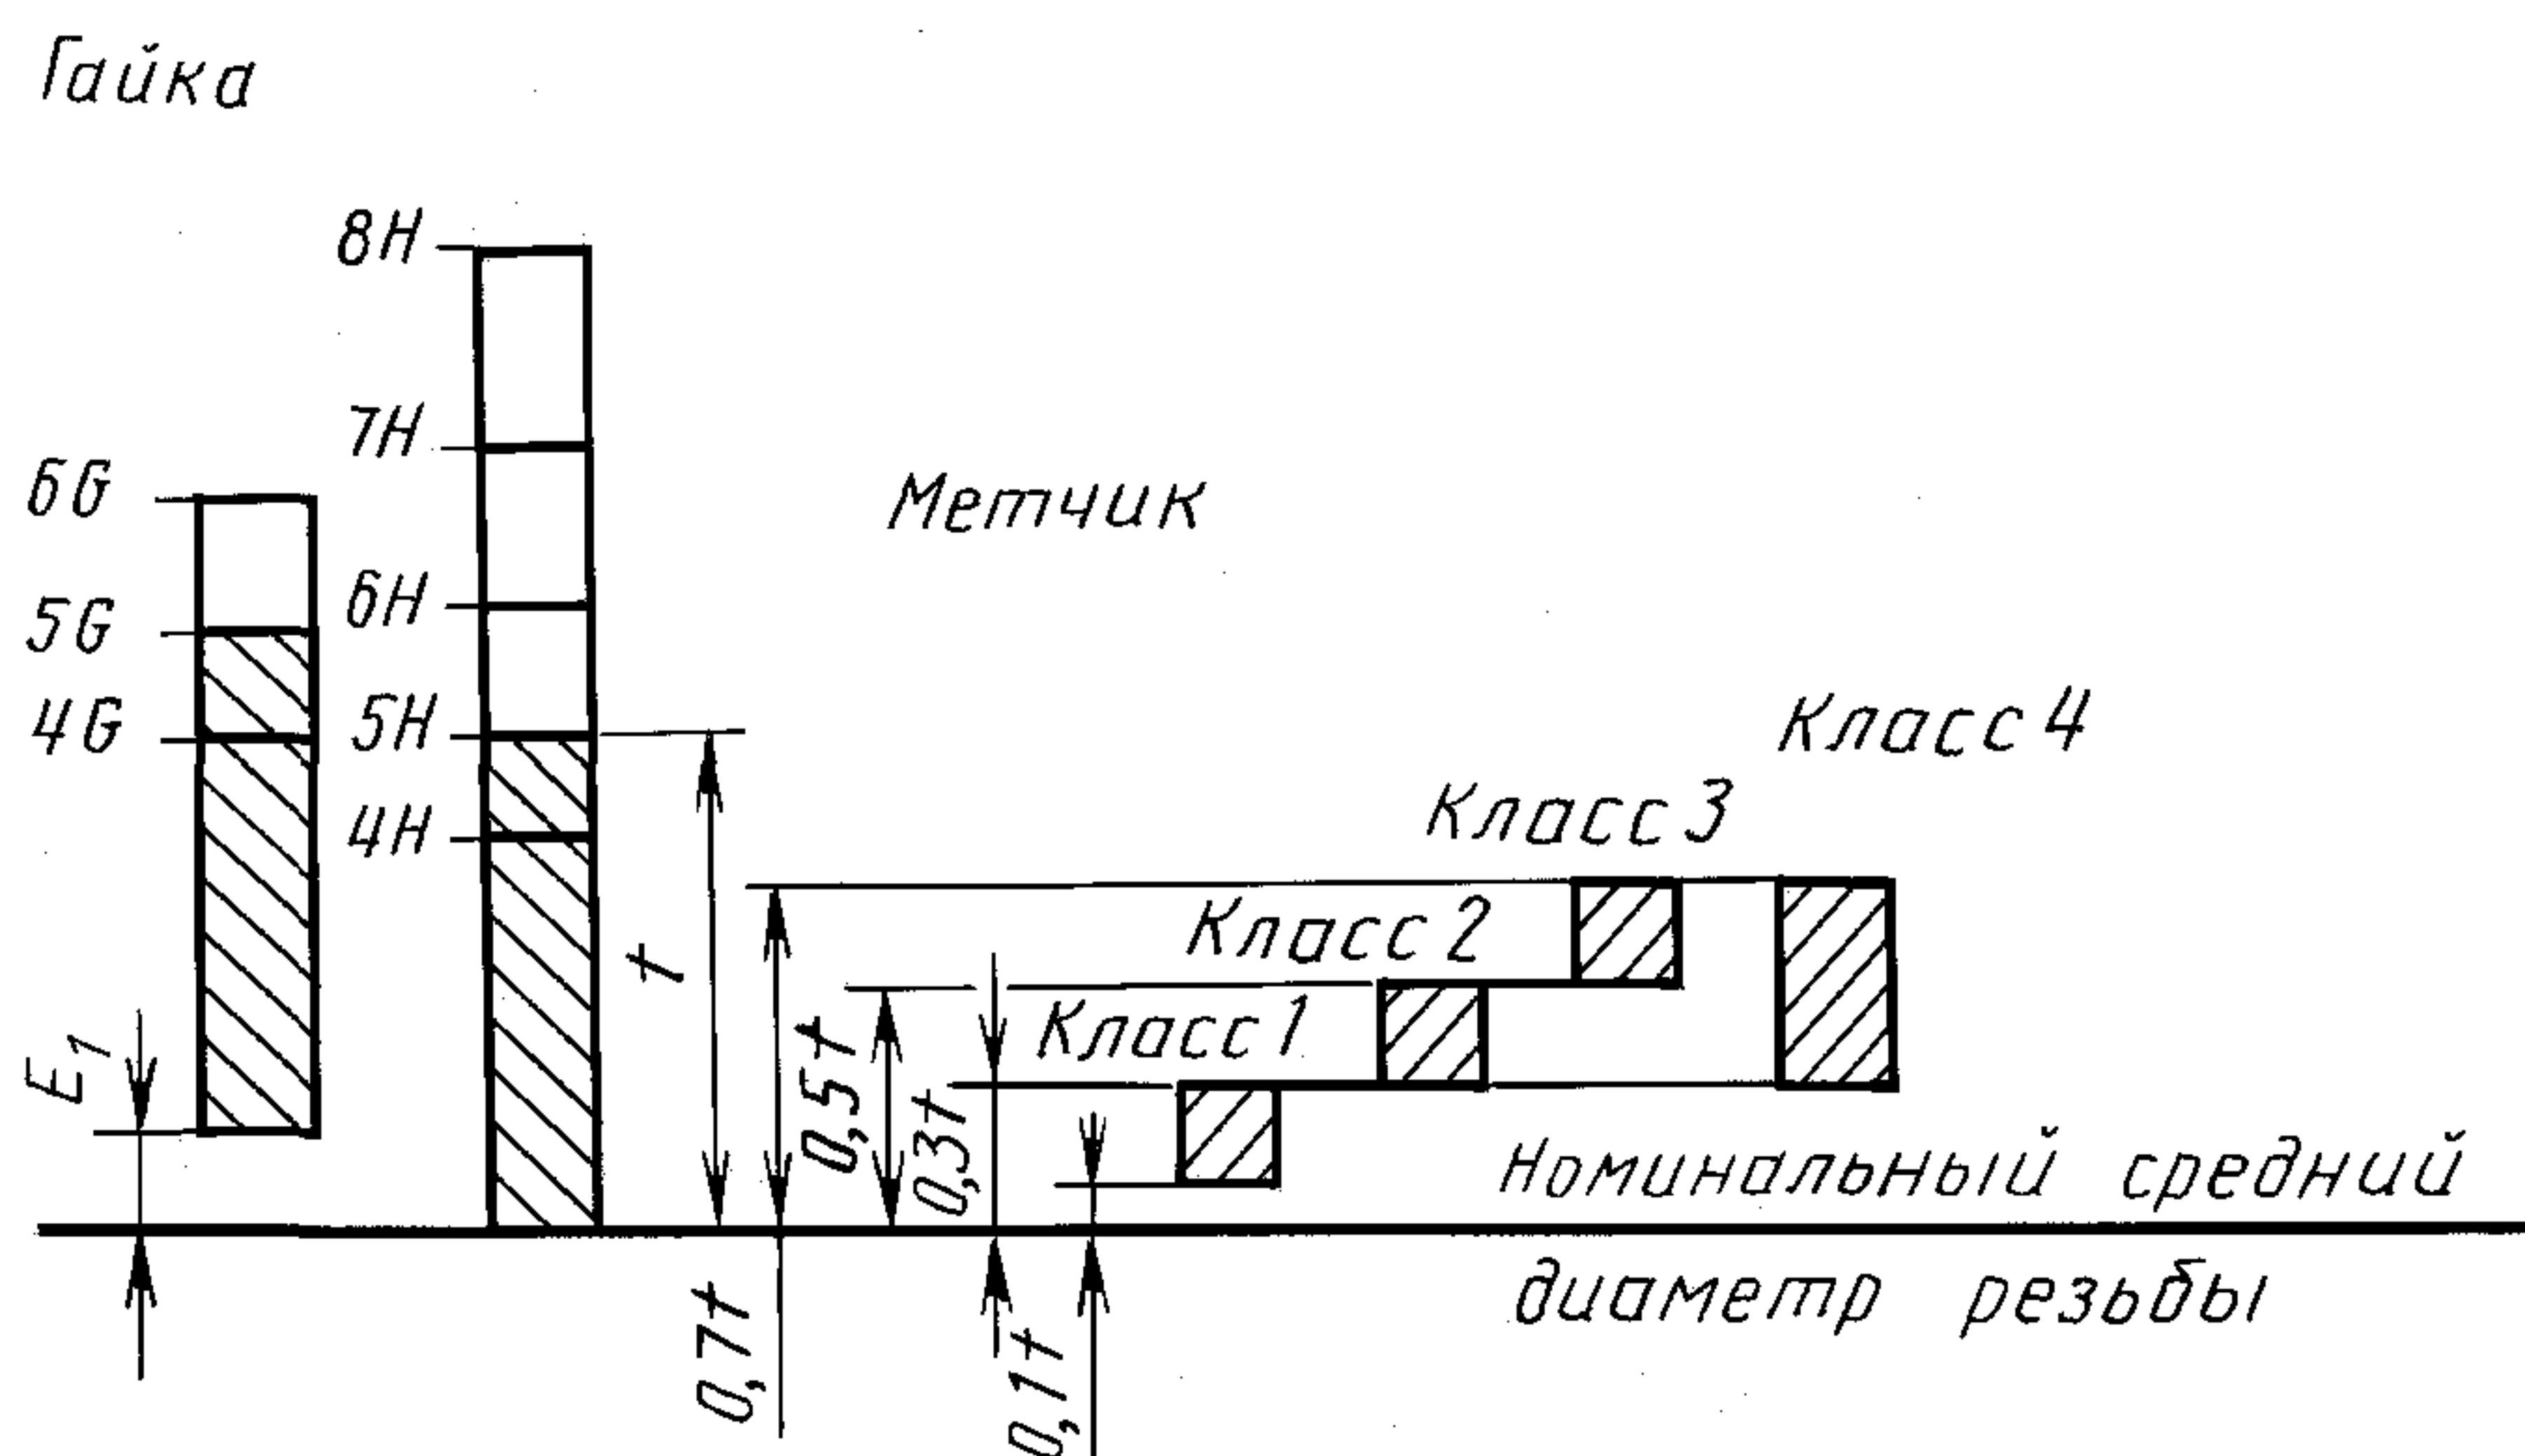 Гайка
8H
7H
6G
Метчик
6H
5G
4G
5H
Класс 4
Класс 3
4H
Класс 2
t
Класс 1
E1
0,5t
0,3t
Номинальный средний
диаметр резьбы
0,7t
0,1t